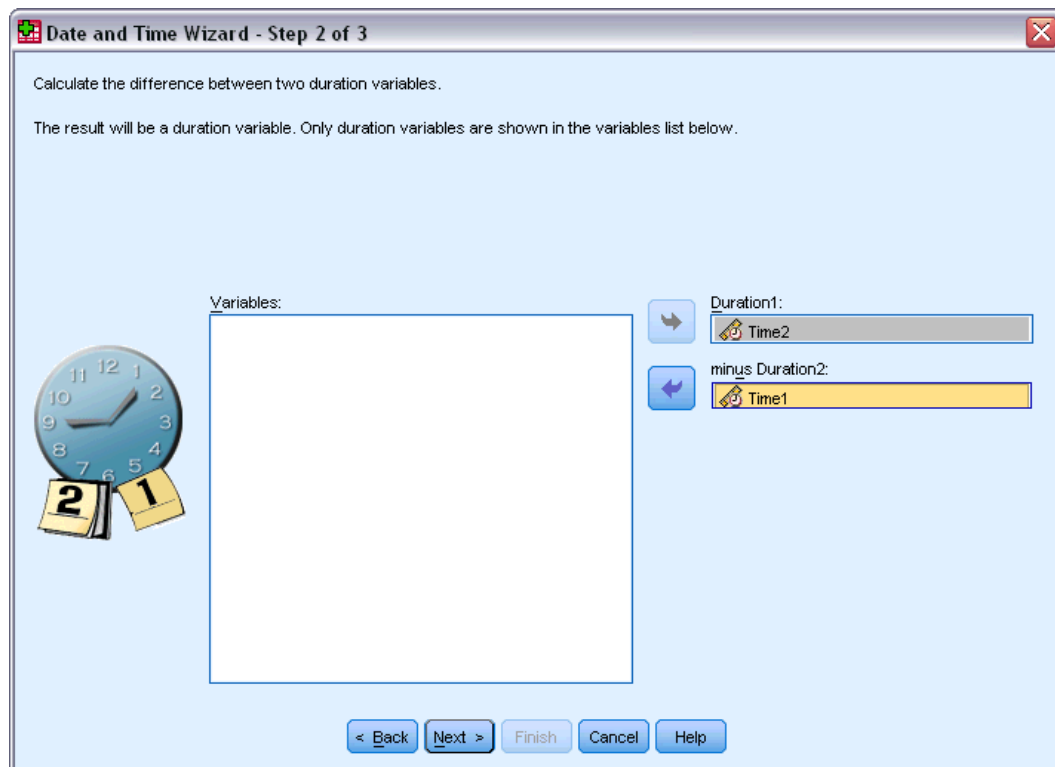 Date and Time Wizard - Step 2 of 3
Calculate the difference between two duration variables.
The result will be a duration variable. Only duration variables are shown in the variables list below.
Variables:
Duration1:
Time2
minus Duration2:
Time1
12
11
1
10
2
9
3
8
4
7
6
5
2
1
< Back
Next >
Finish
Cancel
Help